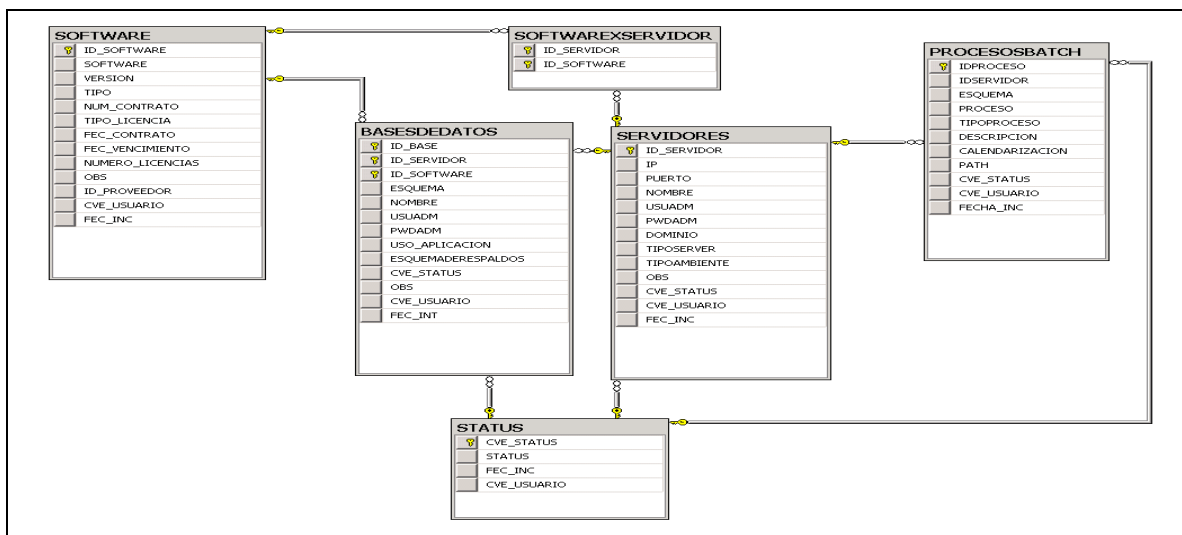 SOFTWARE
ID_SOFTWARE
SOFTWARE
VERSION
TIPO
NUM_CONTRATO
TIPO_LICENCIA
FEC_CONTRATO
FEC_VENCIMIENTO
NUMERO_LICENCIAS
OBS
ID_PROVEEDOR
CVE_USUARIO
FEC_INC
SOFTWAREXSERVIDOR
ID_SERVIDOR
ID_SOFTWARE
PROCESOSBATCH
IDPROCESO
IDSERVIDOR
ESQUEMA
PROCESO
TIPOPROCESO
DESCRIPCION
CALENDARIZACION
PATH
CVE_STATUS
CVE_USUARIO
FECHA_INC
BASESDEDATOS
ID_BASE
ID_SERVIDOR
ID_SOFTWARE
ESQUEMA
NOMBRE
USUADM
PWDADM
USO_APLICACION
ESQUEMADERESPALDOS
CVE_STATUS
OBS
CVE_USUARIO
FEC_INT
SERVIDORES
ID_SERVIDOR
IP
PUERTO
NOMBRE
USUADM
PWDADM
DOMINIO
TIPOSERVER
TIPOAMBIENTE
OBS
CVE_STATUS
CVE_USUARIO
FEC_INC
STATUS
CVE_STATUS
STATUS
FEC_INC
CVE_USUARIO